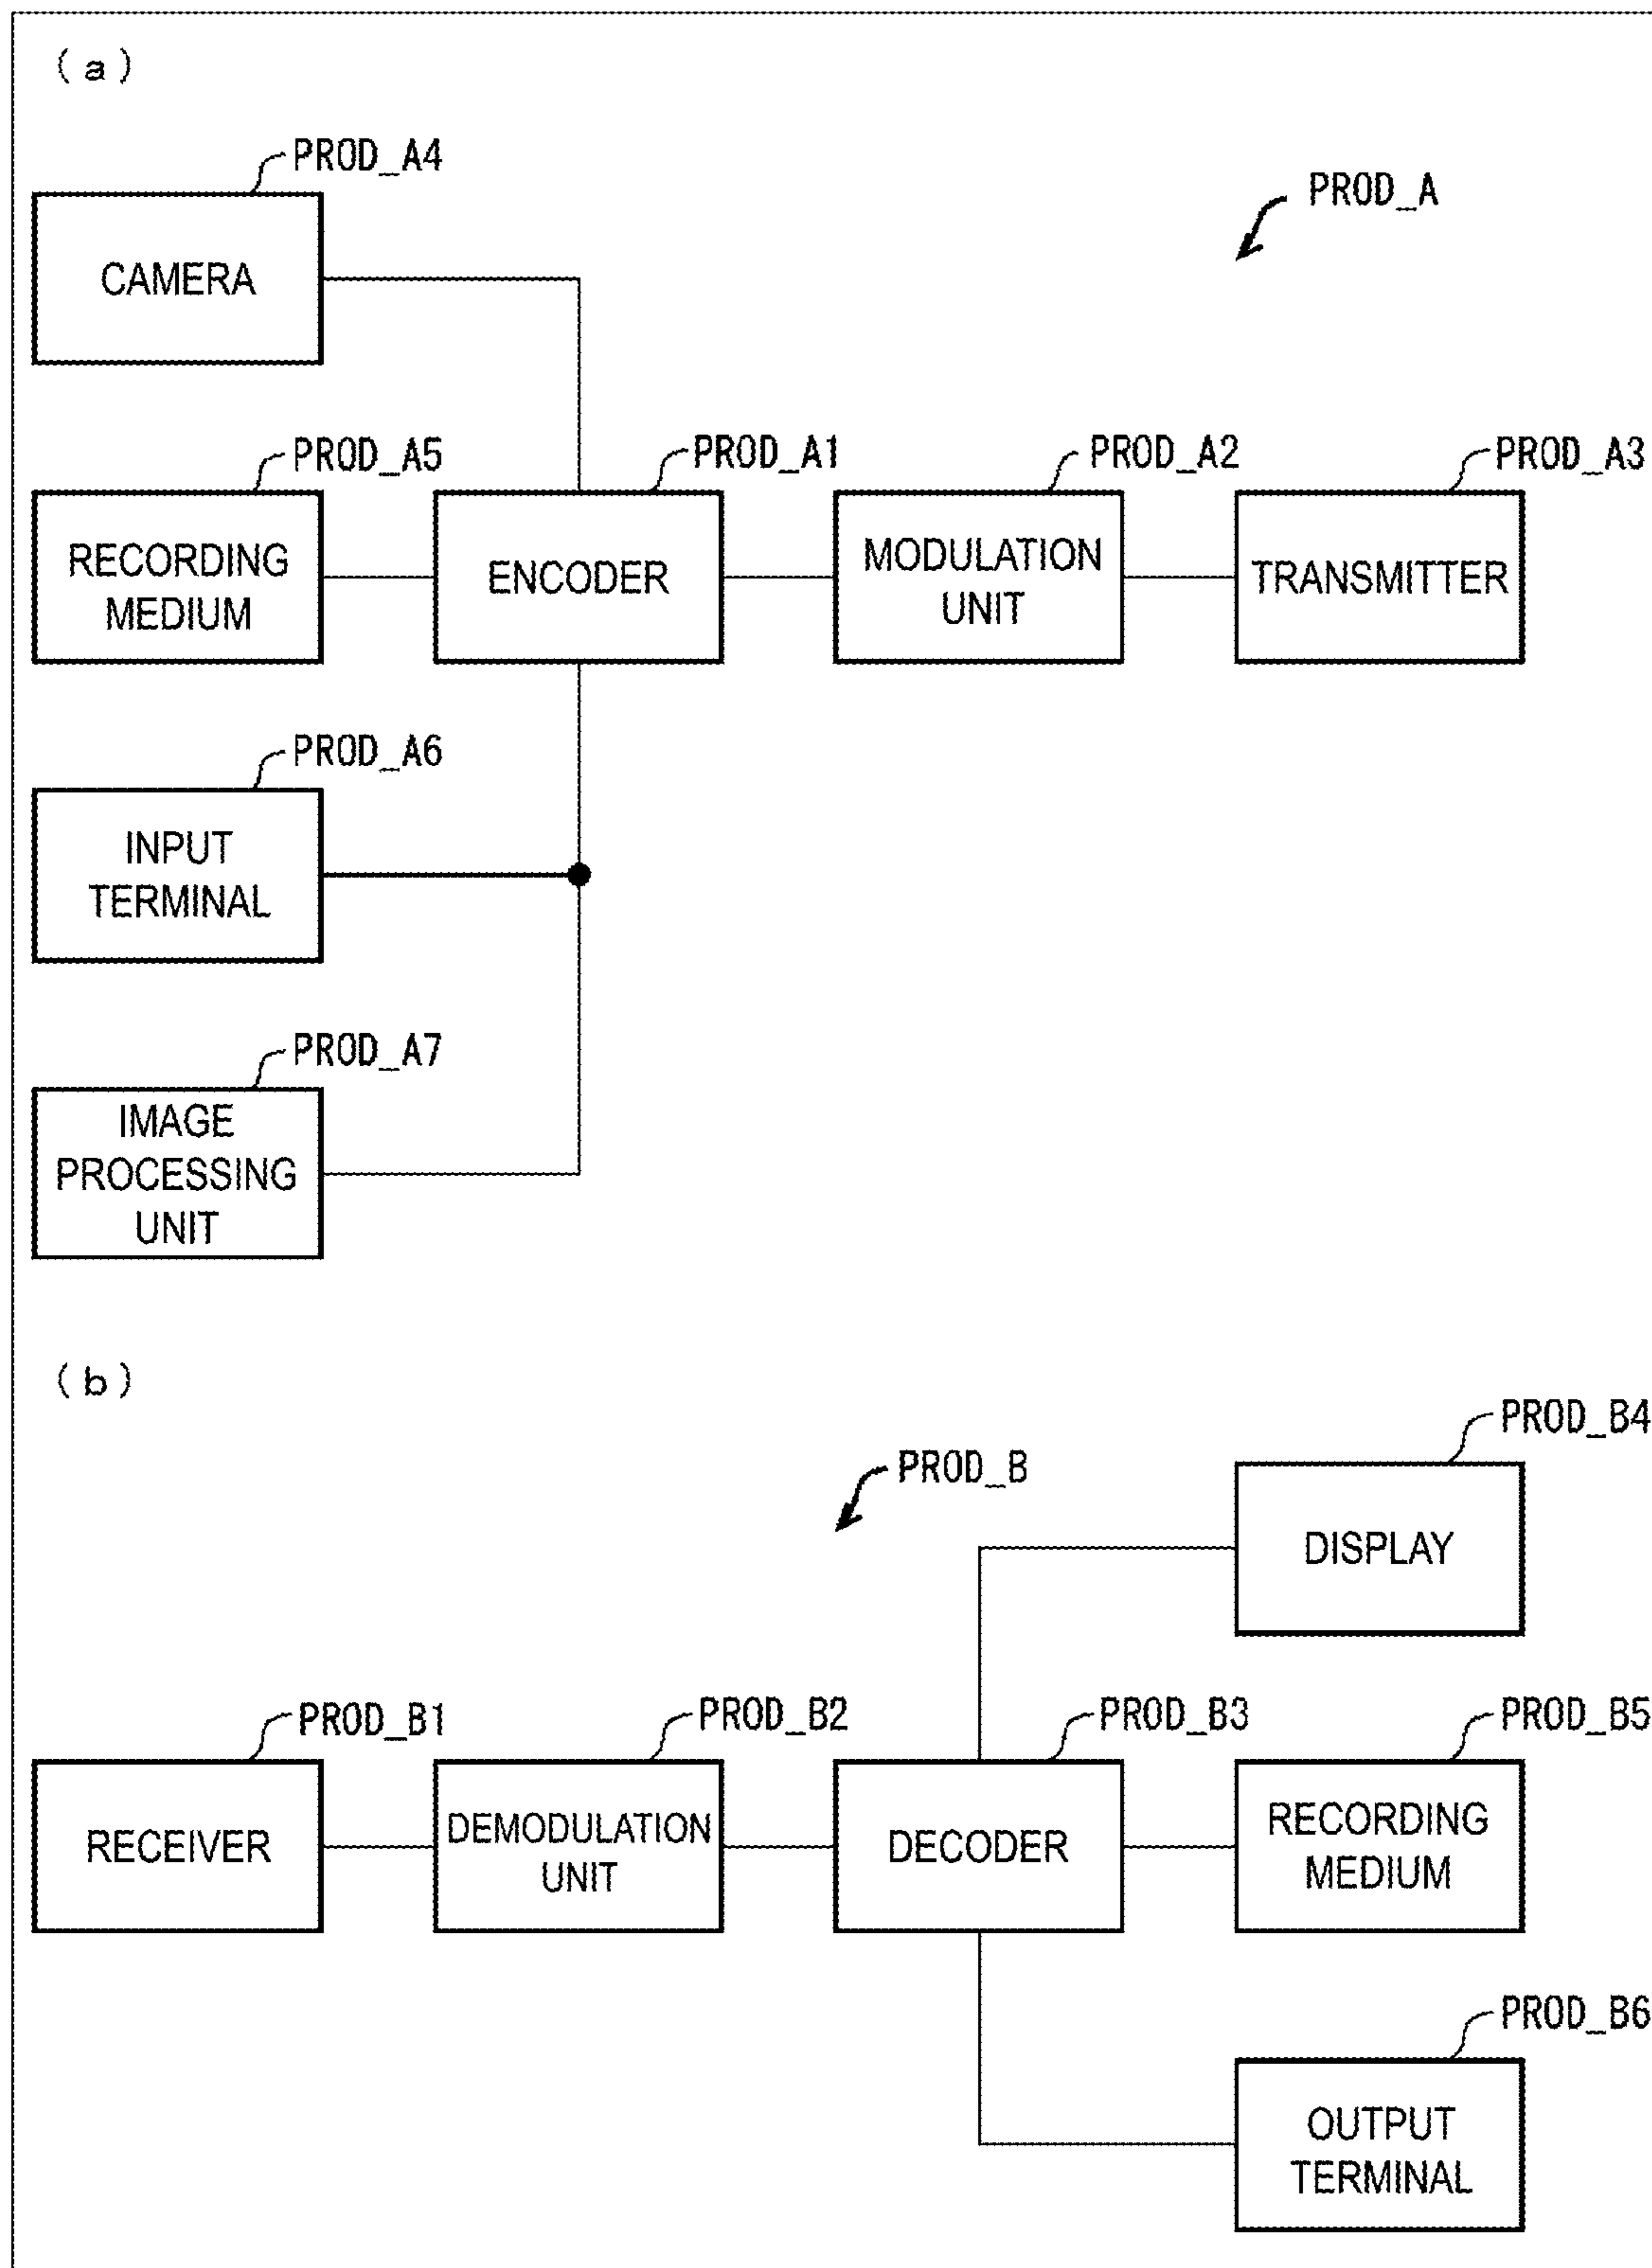 (a)
PROD_A4
PROD_A
CAMERA
PROD_A5
PROD_A1
PROD_A2
PROD_A3
RECORDING
MEDIUM
ENCODER
MODULATION
UNIT
TRANSMITTER
PROD_A6
INPUT
TERMINAL
PROD_A7
IMAGE
PROCESSING
UNIT
(b)
PROD_B4
PROD_B
DISPLAY
PROD_B1
PROD_B2
PROD_B3
PROD_B5
RECEIVER
DEMODULATION
UNIT
DECODER
RECORDING
MEDIUM
PROD_B6
OUTPUT
TERMINAL